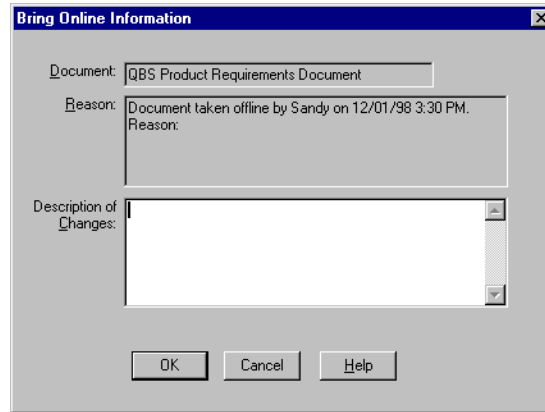 Bring Online Information
Document: QBS Product Requirements Document
Reason: Document taken offline by Sandy on 12/01/98 3:30 PM.
Reason:
Description of
Changes:
OK Cancel Help